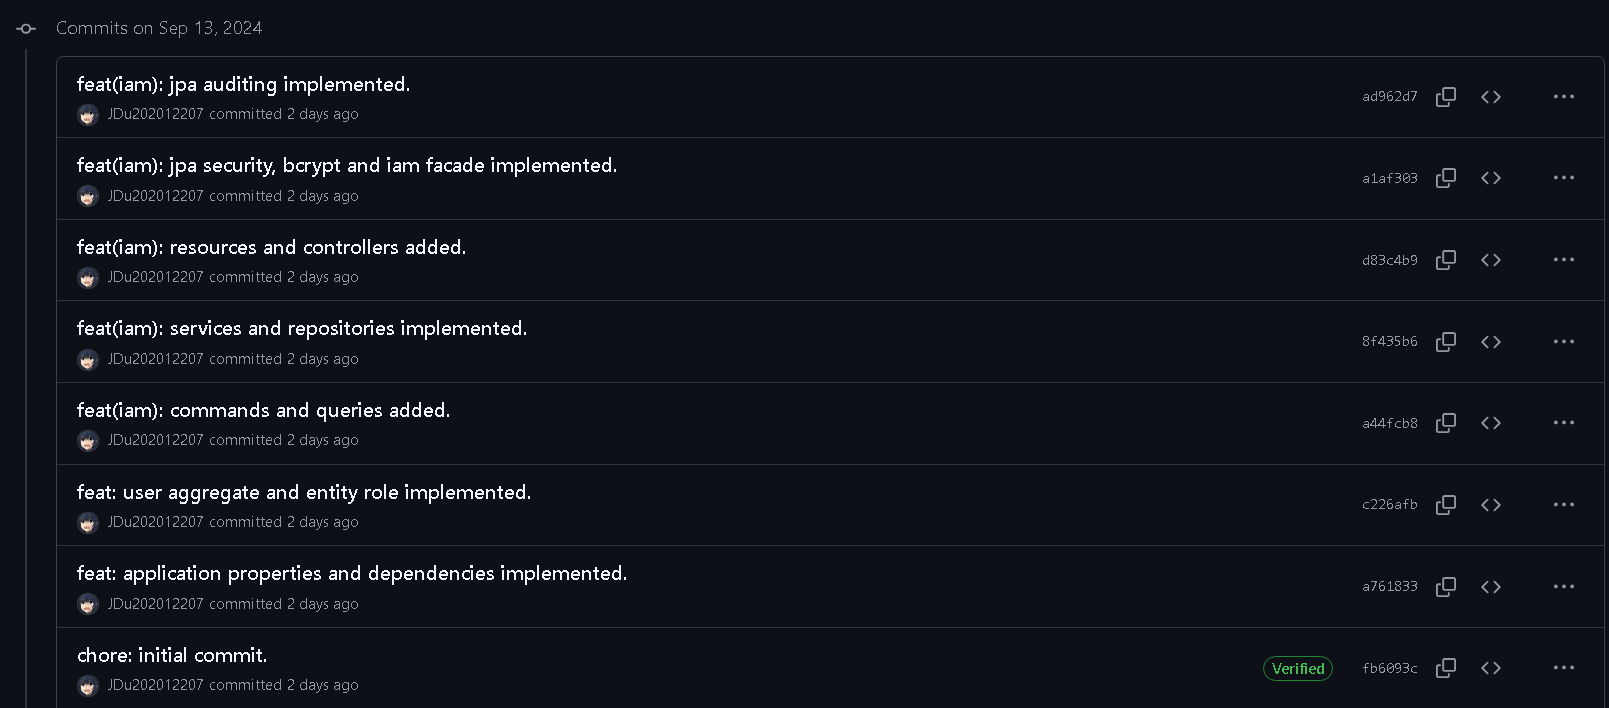 Commits on Sep 13, 2024
feat(iam): jpa auditing implemented.
JDu202012207 committed 2 days ago
ad962d7
feat(iam): jpa security, bcrypt and iam facade implemented.
JDu202012207 committed 2 days ago
a1af303
feat(iam): resources and controllers added.
JDu202012207 committed 2 days ago
d83c4b9
feat(iam): services and repositories implemented.
JDu202012207 committed 2 days ago
8f435b6
feat(iam): commands and queries added.
JDu202012207 committed 2 days ago
a44fcb8
feat: user aggregate and entity role implemented.
JDu202012207 committed 2 days ago
c226afb
feat: application properties and dependencies implemented.
JDu202012207 committed 2 days ago
a761833
chore: initial commit.
JDu202012207 committed 2 days ago
Verified fb6093c